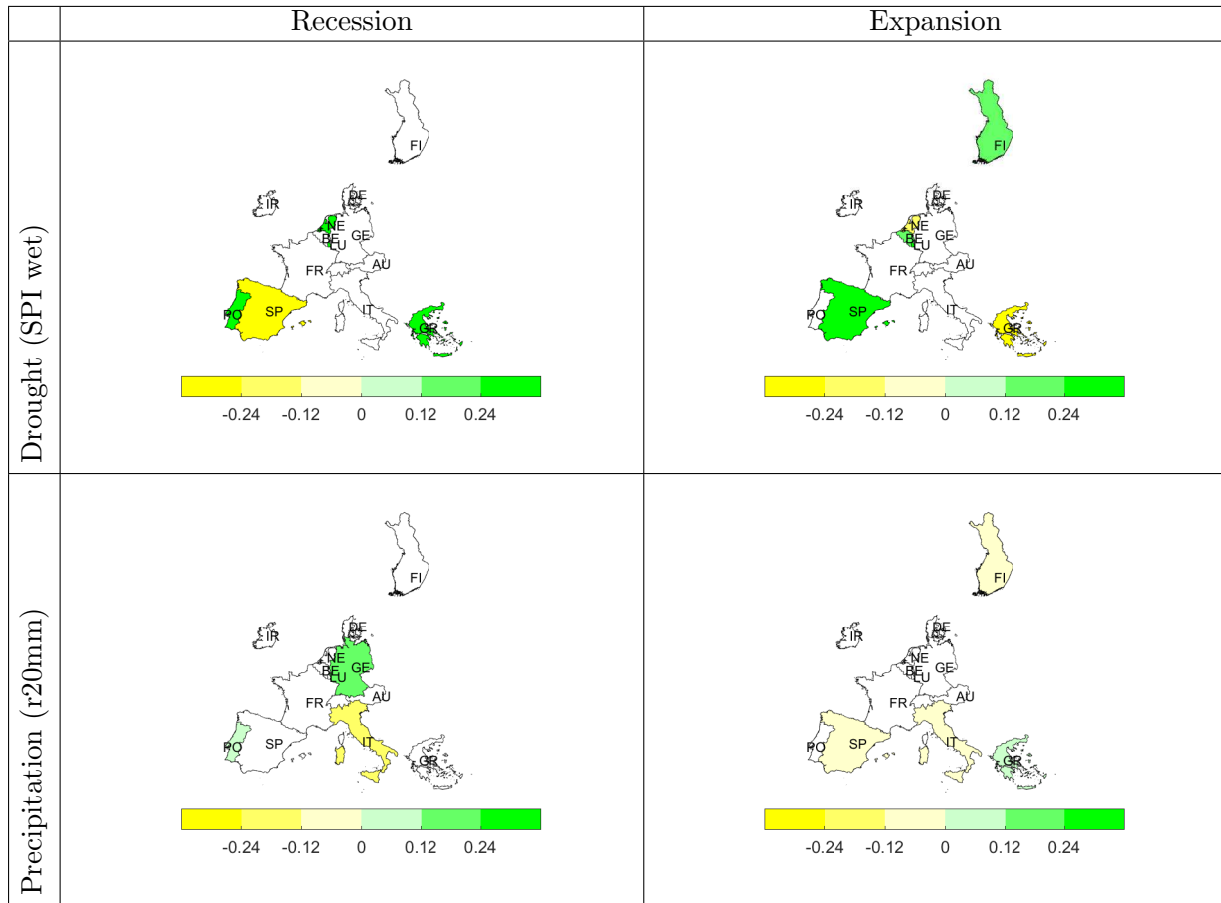 Recession
Expansion
Drought (SPI wet)
FI
IR
DE
NE
BE
LU
GE
FR
AU
PO
SP
IT
GR
-0.24 -0.12 0 0.12 0.24
FI
IR
DE
NE
BE
LU
GE
FR
AU
PO
SP
IT
GR
-0.24 -0.12 0 0.12 0.24
Precipitation (r20mm)
FI
IR
DE
NE
BE
LU
GE
FR
AU
PO
SP
IT
GR
-0.24 -0.12 0 0.12 0.24
FI
IR
DE
NE
BE
LU
GE
FR
AU
PO
SP
IT
GR
-0.24 -0.12 0 0.12 0.24